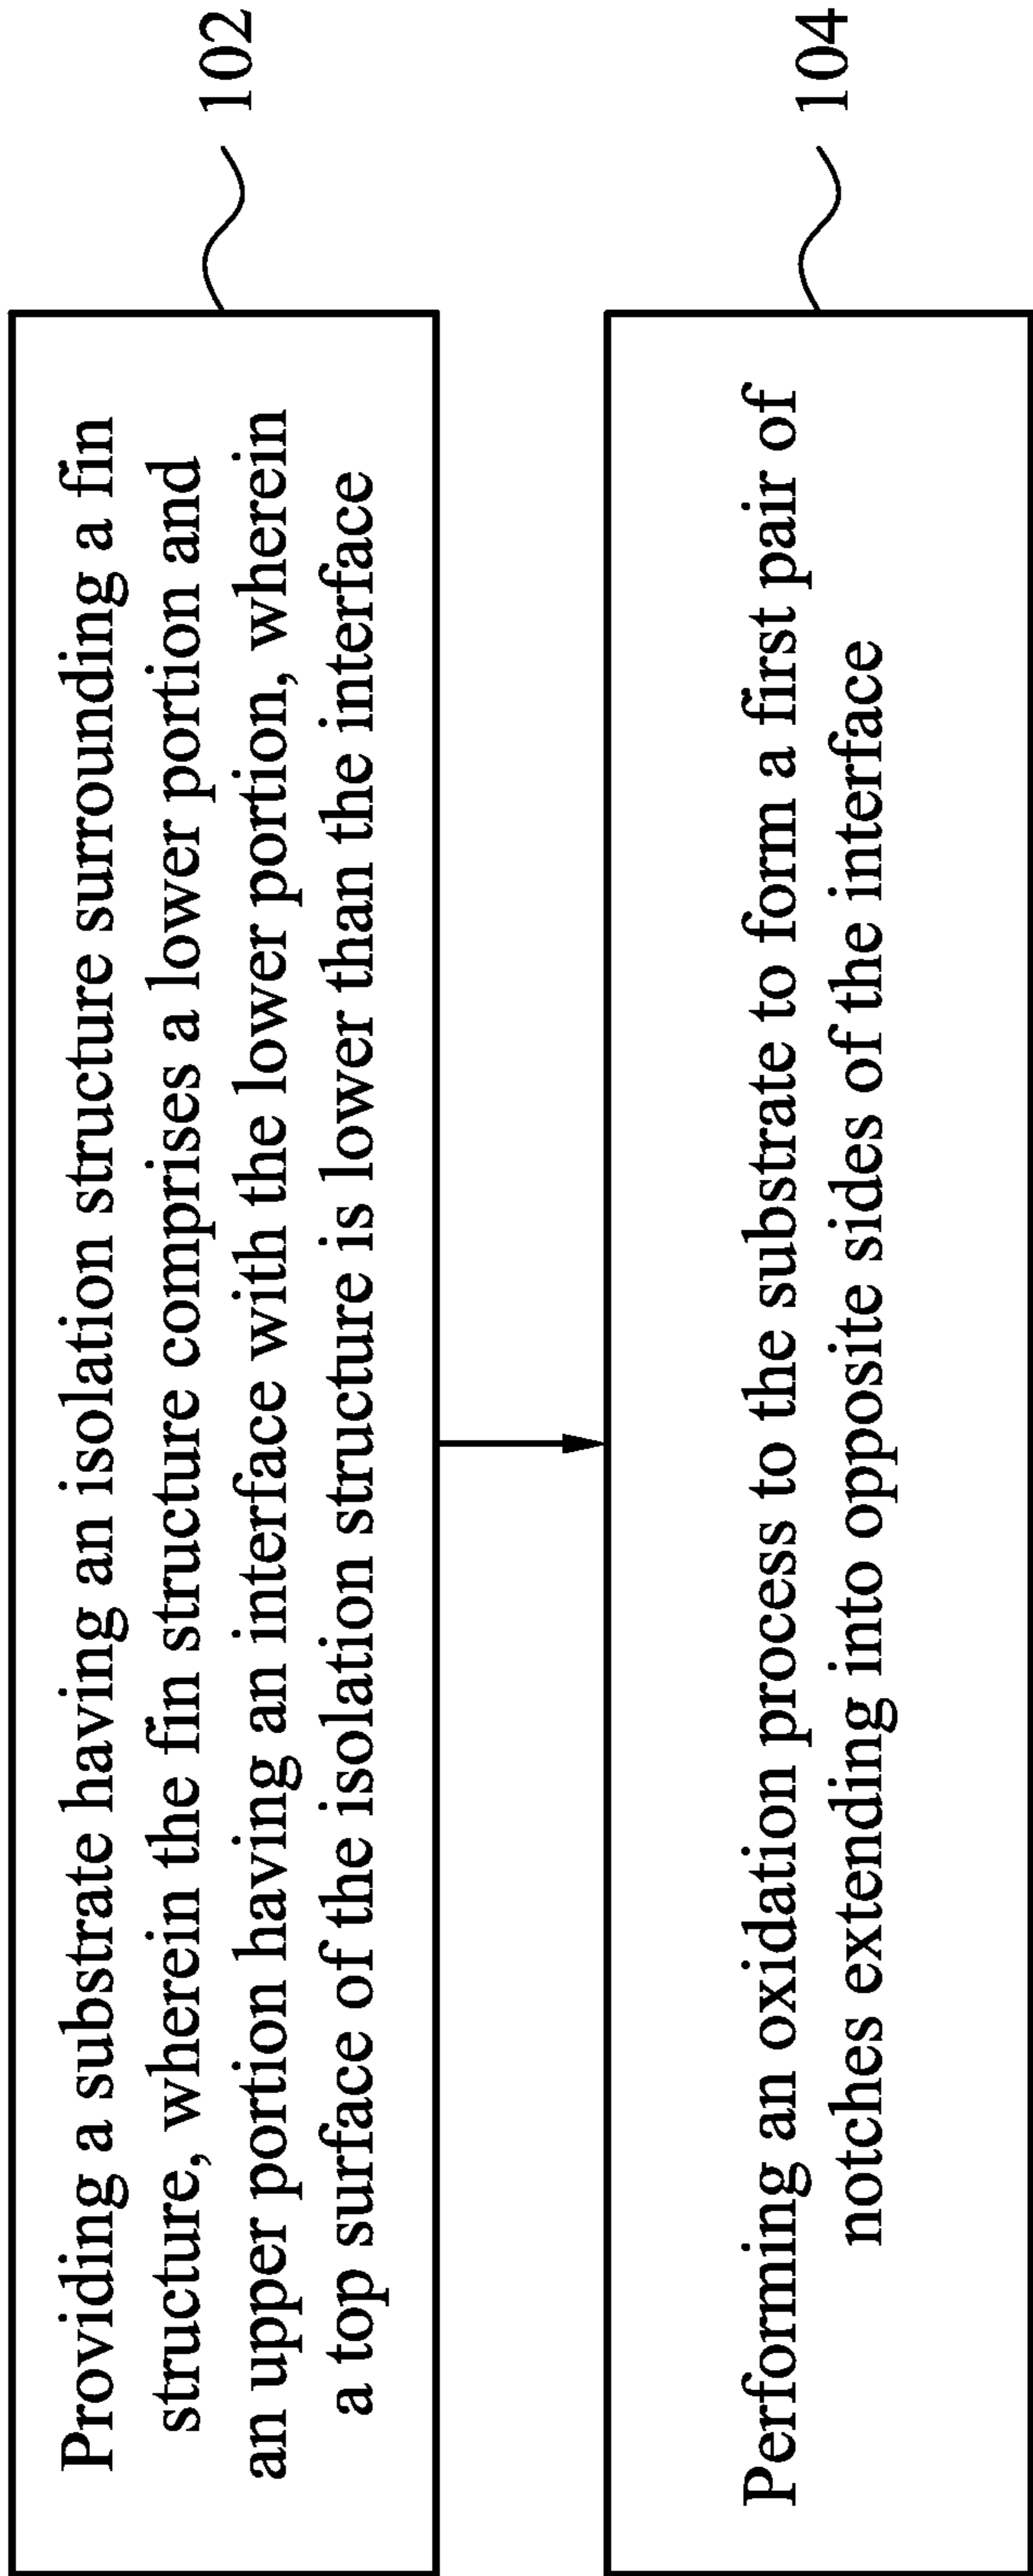 Providing a substrate having an isolation structure surrounding a fin
structure, wherein the fin structure comprises a lower portion and
an upper portion having an interface with the lower portion, wherein
a top surface of the isolation structure is lower than the interface
102
Performing an oxidation process to the substrate to form a first pair of
notches extending into opposite sides of the interface
104